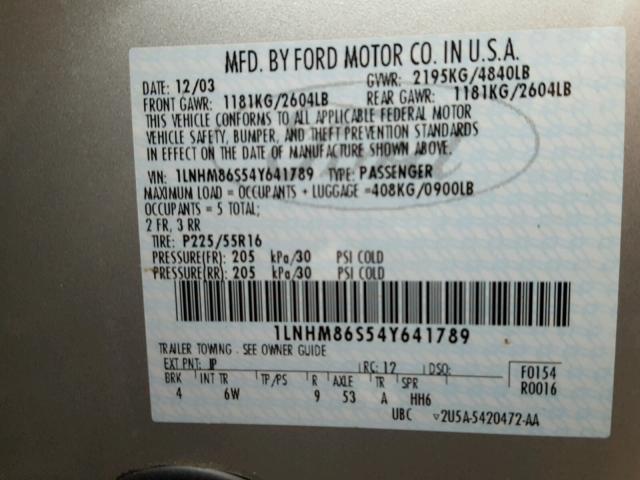 MFD. BY FORD MOTOR CO. IN U.S.A.
DATE: 12/03 GVWR: 2195KG/4840LB
FRONT GAWR: 1181KG/2604LB REAR GAWR: 1181KG/2604LB
THIS VEHICLE CONFORMS TO ALL APPLICABLE FEDERAL MOTOR
VEHICLE SAFETY, BUMPER, AND THEFT PREVENTION STANDARDS
IN EFFECT ON THE DATE OF MANUFACTURE SHOWN ABOVE.
VIN: 1LNHM86S54Y641789 TYPE: PASSENGER
MAXIMUM LOAD = OCCUPANTS + LUGGAGE =408KG/0900LB
OCCUPANTS = 5 TOTAL;
2 FR, 3 RR
TIRE: P225/55R16
PRESSURE(FR): 205 kPa/30 PSI COLD
PRESSURE(RR): 205 kPa/30 PSI COLD
1LNHM86S54Y641789
TRAILER TOWING - SEE OWNER GUIDE
EXT PNT: JP RC: 12 DSO: F0154
BRK INT TR TP/PS R AXLE TR SPR R0016
4 6W 9 53 A HH6
UBC ▽2U5A-5420472-AA